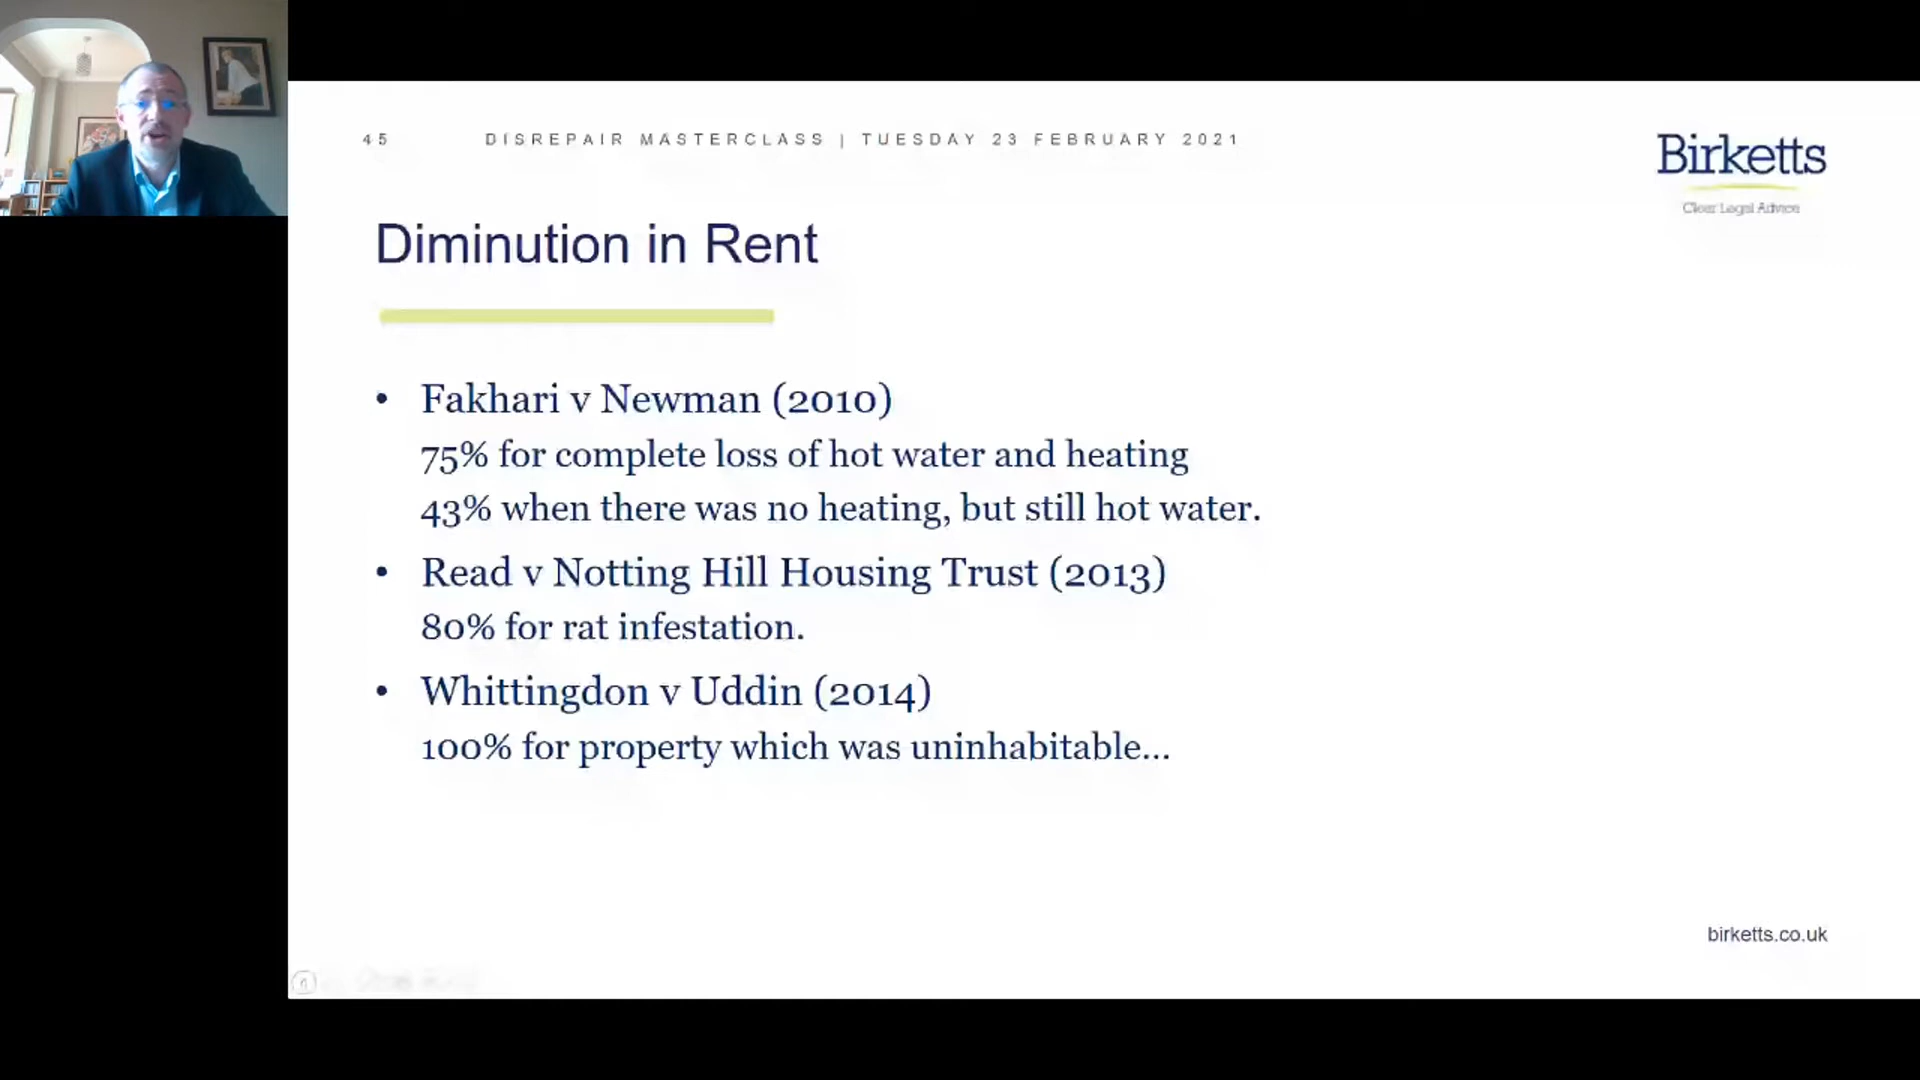 45 DISREPAIR MASTERCLASS | TUESDAY 23 FEBRUARY 2021
Birketts
Clear Legal Advice
Diminution in Rent
• Fakhari v Newman (2010)
75% for complete loss of hot water and heating
43% when there was no heating, but still hot water.
• Read v Notting Hill Housing Trust (2013)
80% for rat infestation.
• Whittingdon v Uddin (2014)
100% for property which was uninhabitable...
birketts.co.uk